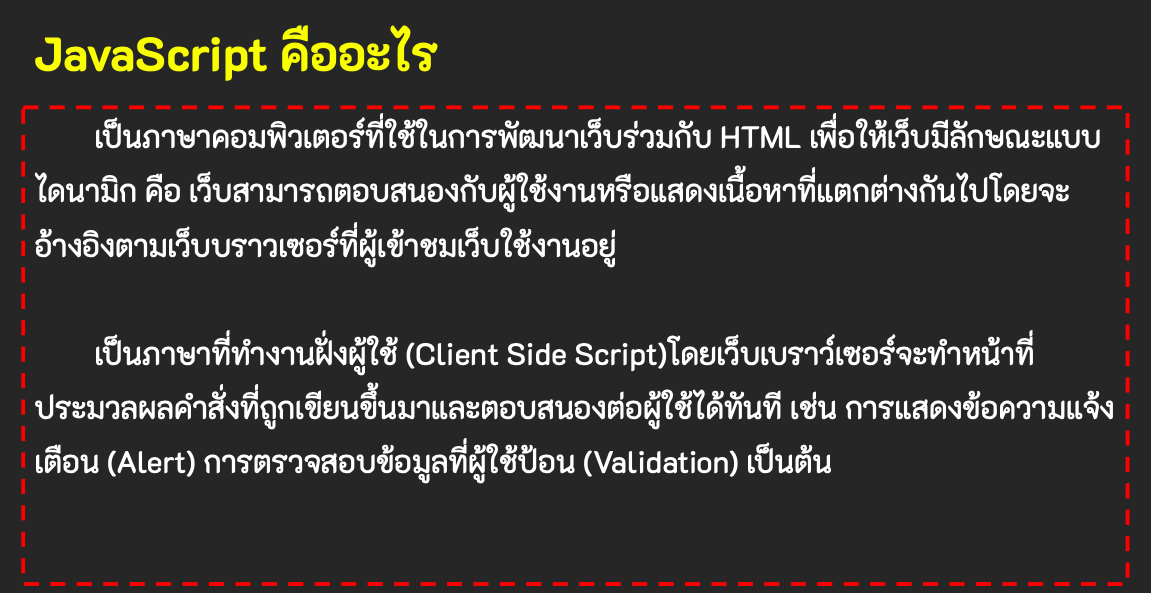 JavaScript คืออะไร
เป็นภาษาคอมพิวเตอร์ที่ใช้ในการพัฒนาเว็บร่วมกับ HTML เพื่อให้เว็บมีลักษณะแบบ
ไดนามิก คือ เว็บสามารถตอบสนองกับผู้ใช้งานหรือแสดงเนื้อหาที่แตกต่างกันไปโดยจะ
อ้างอิงตามเว็บบราวเซอร์ที่ผู้เข้าชมเว็บใช้งานอยู่
เป็นภาษาที่ทำงานฝั่งผู้ใช้ (Client Side Script)โดยเว็บเบราว์เซอร์จะทำหน้าที่
ประมวลผลคำสั่งที่ถูกเขียนขึ้นมาและตอบสนองต่อผู้ใช้ได้ทันที เช่น การแสดงข้อความแจ้ง
เตือน (Alert) การตรวจสอบข้อมูลที่ผู้ใช้ป้อน (Validation) เป็นต้น